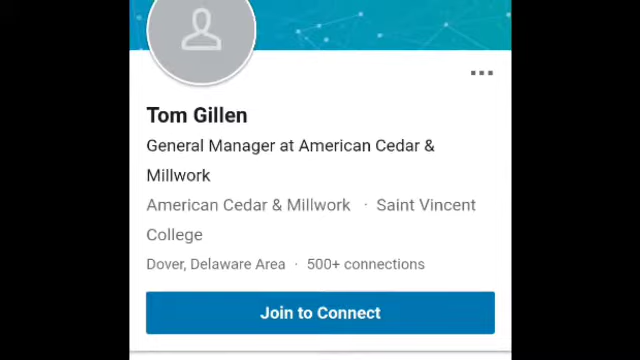 Tom Gillen
General Manager at American Cedar &
Millwork
American Cedar & Millwork · Saint Vincent
College
Dover, Delaware Area · 500+ connections
Join to Connect